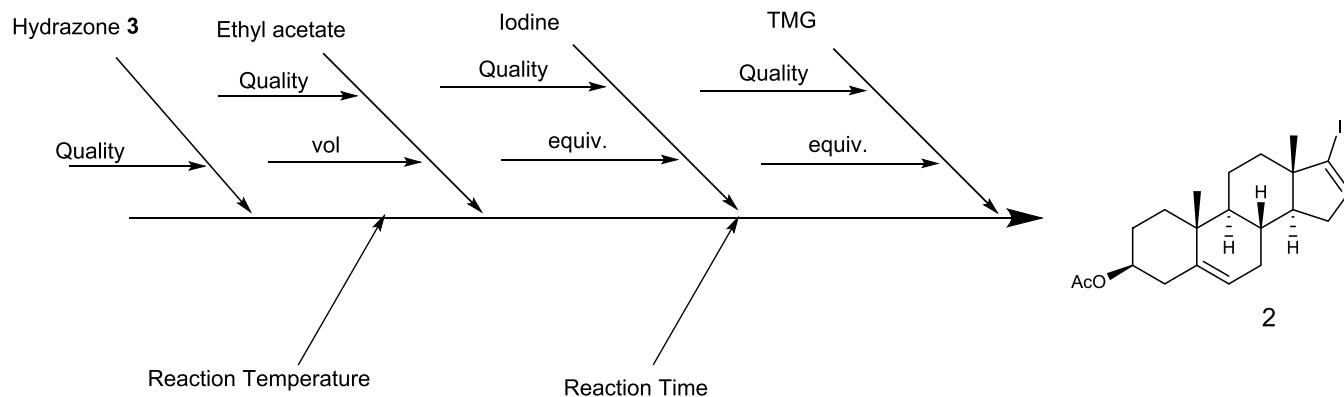 Hydrazone 3
Ethyl acetate
Iodine
TMG
Quality
Quality
Quality
Quality
vol
equiv.
equiv.
Reaction Temperature
Reaction Time
I
H
H
H
AcO
2